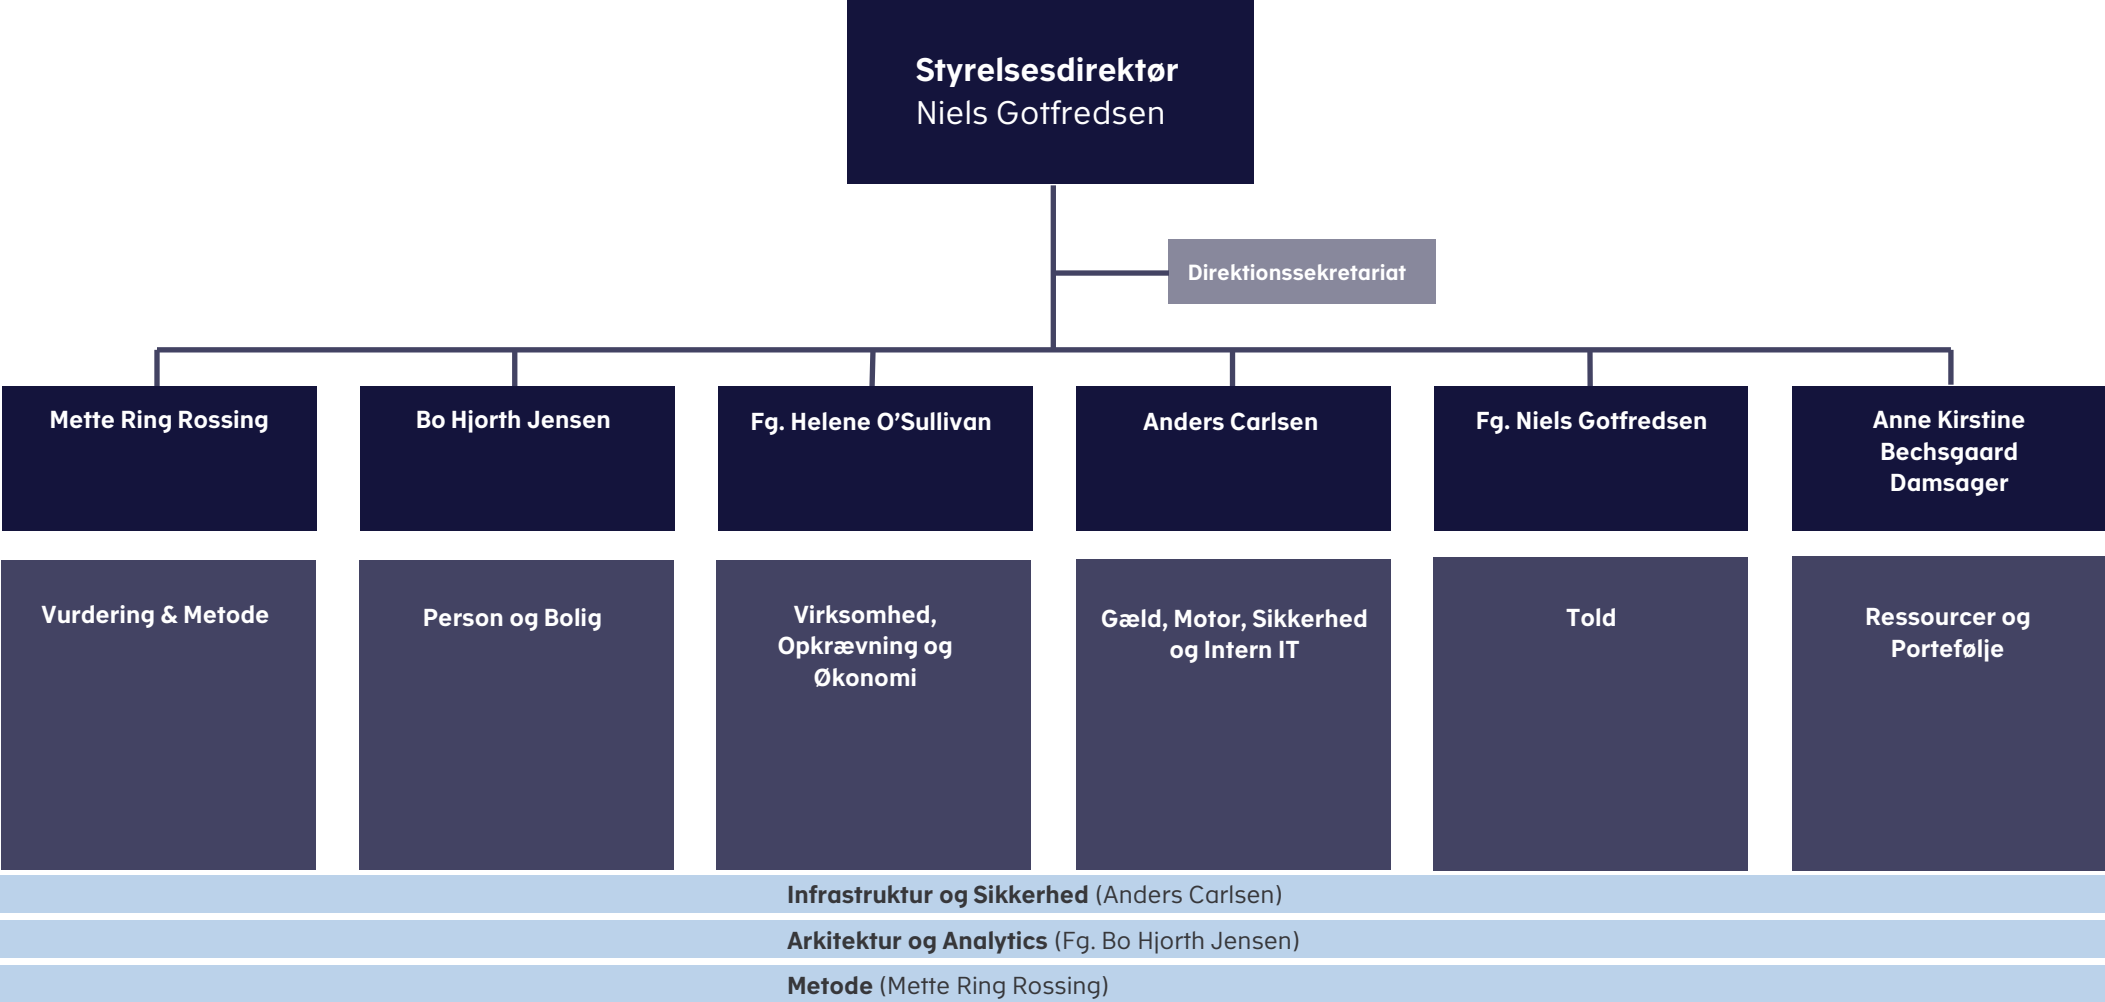 Styrelsesdirektør
Niels Gotfredsen
Direktionssekretariat
Mette Ring Rossing
Bo Hjorth Jensen
Fg. Helene O’Sullivan
Anders Carlsen
Fg. Niels Gotfredsen
Anne Kirstine
Bechsgaard
Damsager
Vurdering & Metode
Person og Bolig
Virksomhed,
Opkrævning og
Økonomi
Gæld, Motor, Sikkerhed
og Intern IT
Told
Ressourcer og
Portefølje
Infrastruktur og Sikkerhed (Anders Carlsen)
Arkitektur og Analytics (Fg. Bo Hjorth Jensen)
Metode (Mette Ring Rossing)